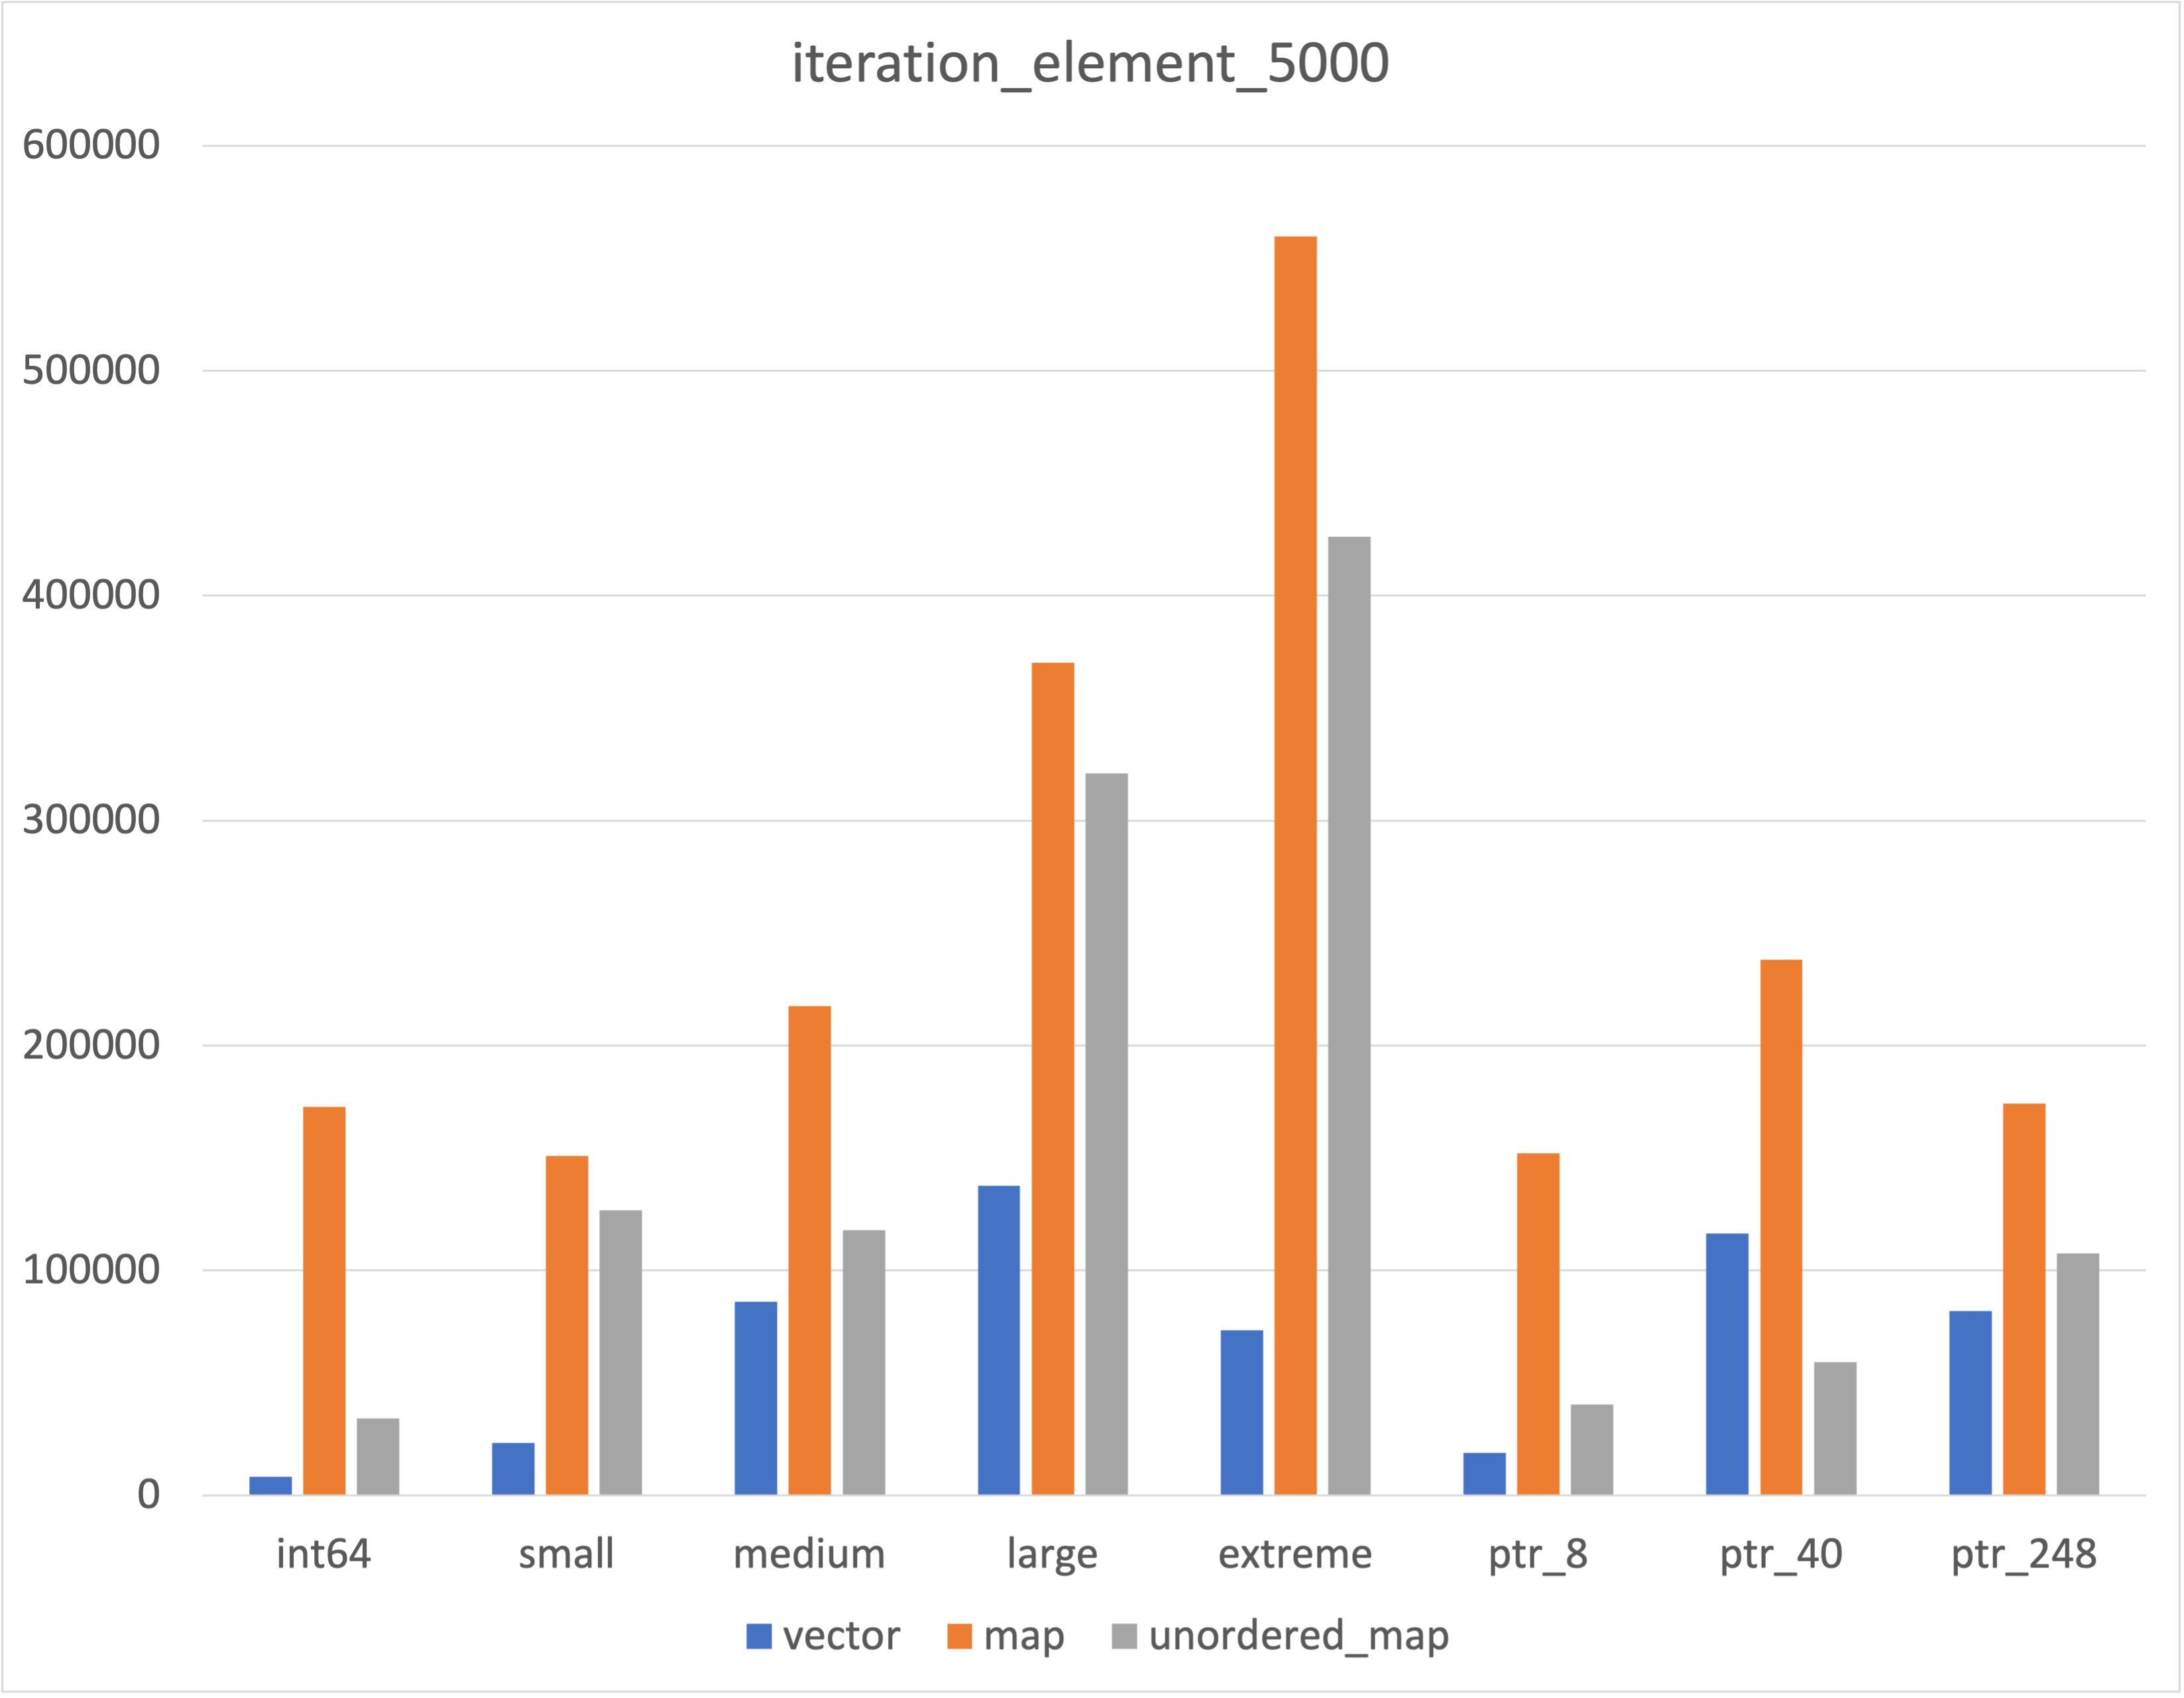 iteration_element_5000
600000
500000
400000
300000
200000
100000
0
int64 small medium large extreme ptr_8 ptr_40 ptr_248
vector map unordered_map